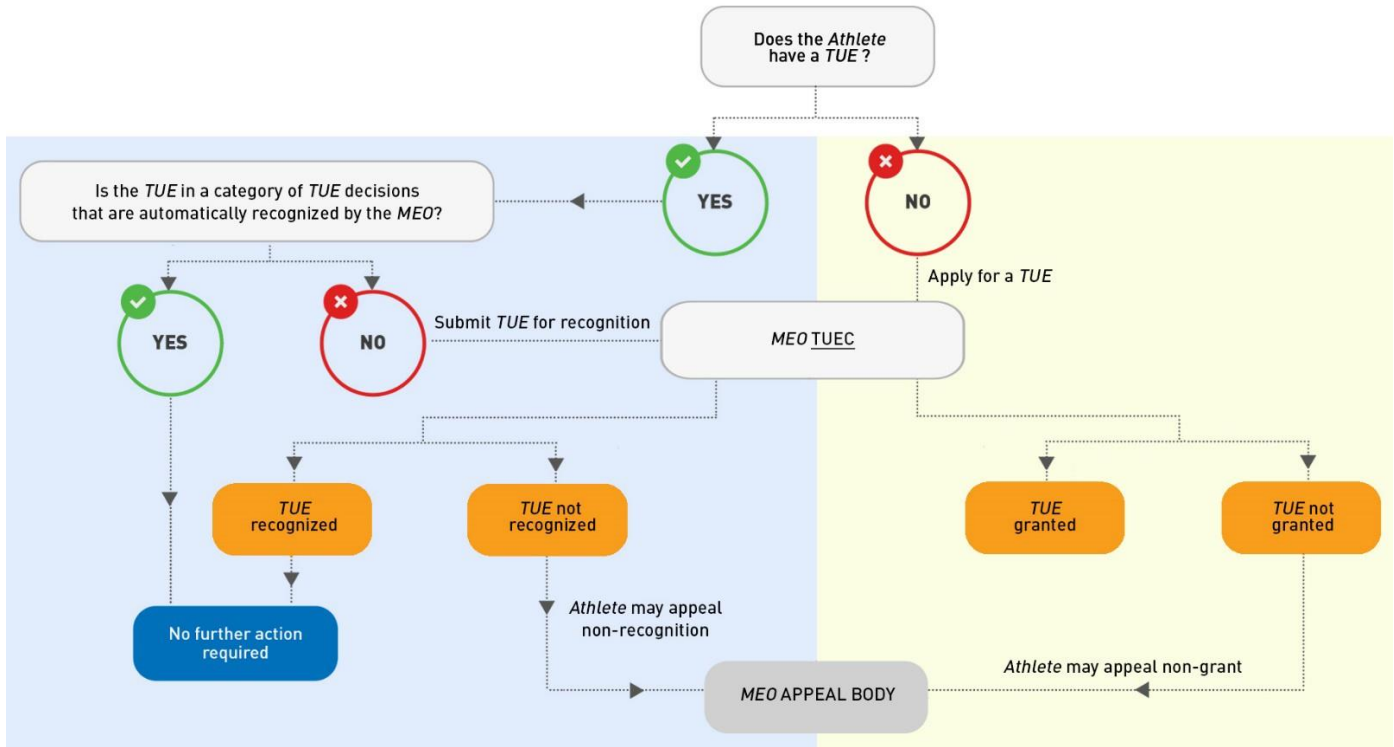 Does the Athlete
have a TUE ?
Is the TUE in a category of TUE decisions
that are automatically recognized by the MEO?
YES
NO
Apply for a TUE
YES
NO
Submit TUE for recognition
MEO TUEC
TUE
recognized
TUE not
recognized
TUE
granted
TUE not
granted
No further action
required
Athlete may appeal
non-recognition
Athlete may appeal non-grant
MEO APPEAL BODY